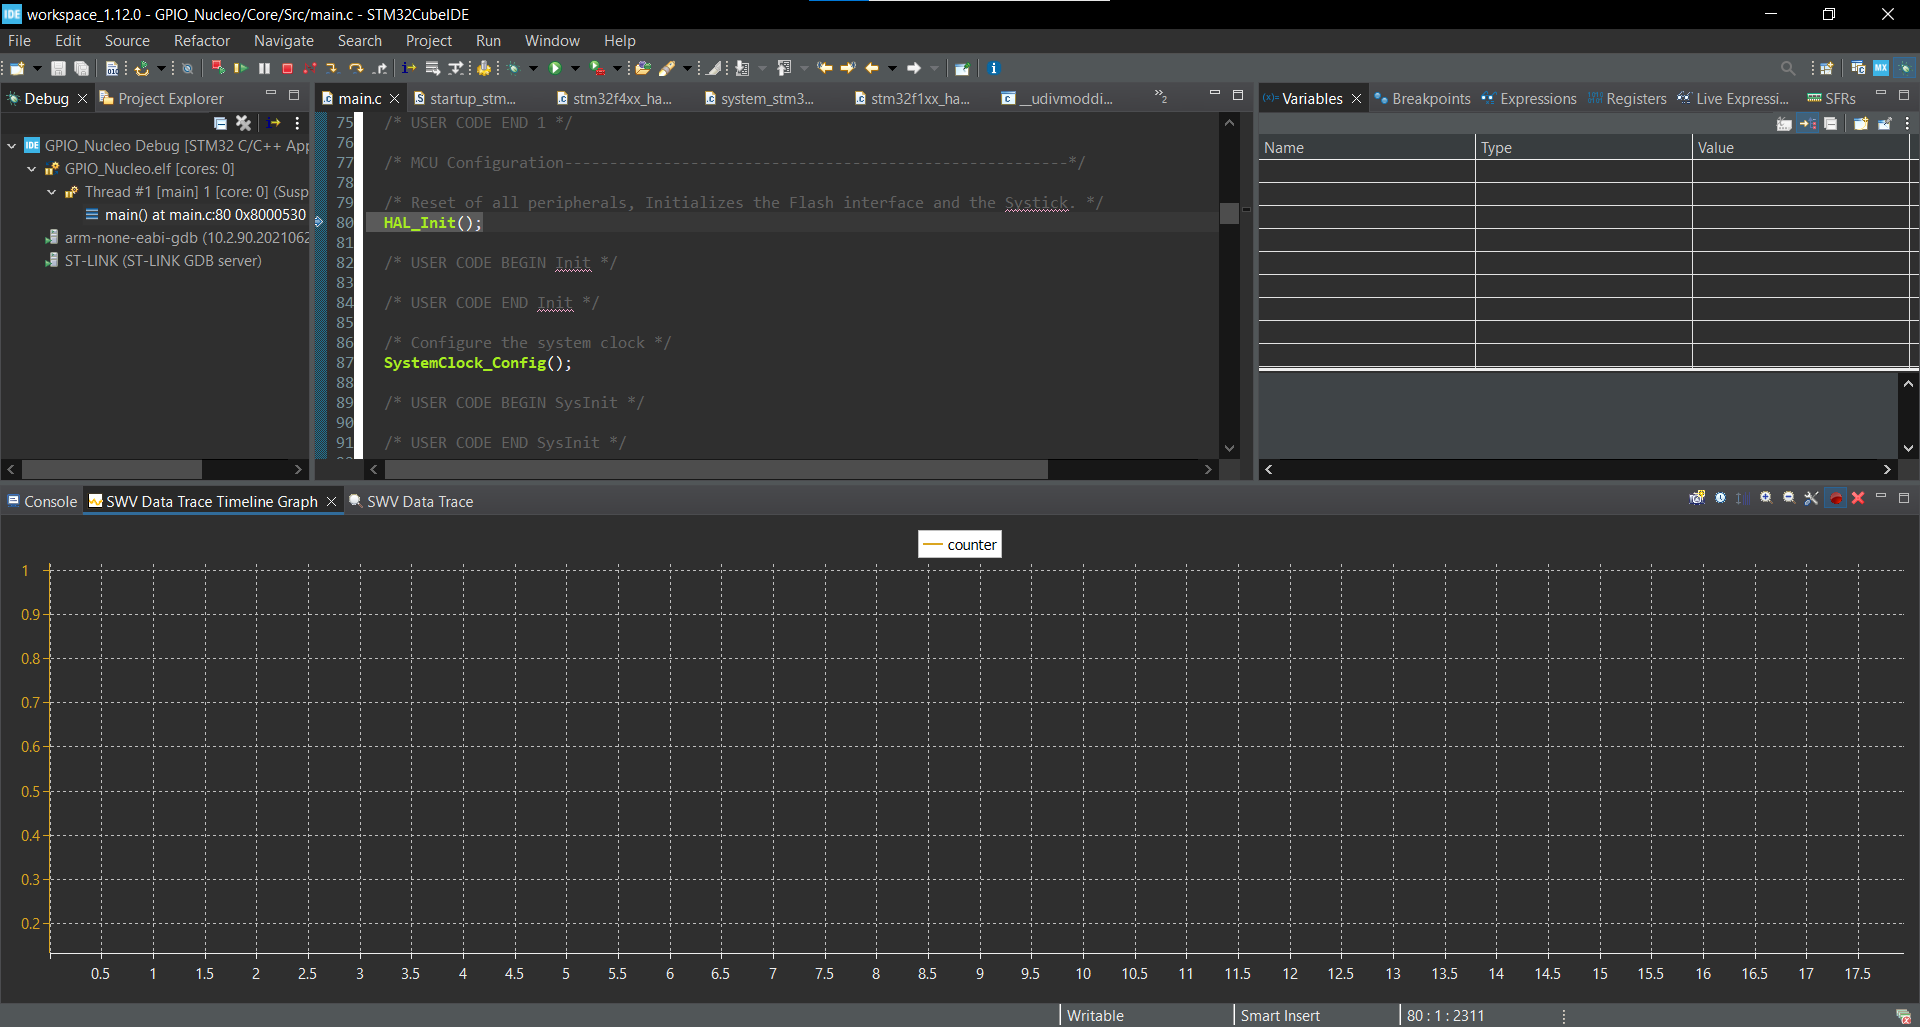 workspace_1.12.0 - GPIO_Nucleo/Core/Src/main.c - STM32CubeIDE
File Edit Source Refactor Navigate Search Project Run Window Help
Debug Project Explorer
GPIO_Nucleo Debug [STM32 C/C++ App
GPIO_Nucleo.elf [cores: 0]
Thread #1 [main] 1 [core: 0] (Susp
main() at main.c:80 0x8000530
arm-none-eabi-gdb (10.2.90.2021062
ST-LINK (ST-LINK GDB server)
main.c startup_stm... stm32f4xx_ha... system_stm3... stm32f1xx_ha... __udivmoddi... »2
75 /* USER CODE END 1 */
76
77 /* MCU Configuration--------------------------------------------------------*/
78
79 /* Reset of all peripherals, Initializes the Flash interface and the Systick. */
80 HAL_Init();
81
82 /* USER CODE BEGIN Init */
83
84 /* USER CODE END Init */
85
86 /* Configure the system clock */
87 SystemClock_Config();
88
89 /* USER CODE BEGIN SysInit */
90
91 /* USER CODE END SysInit */
Variables Breakpoints Expressions Registers Live Expressi... SFRs
Name Type Value
Console SWV Data Trace Timeline Graph SWV Data Trace
counter
1
0.9
0.8
0.7
0.6
0.5
0.4
0.3
0.2
0.5 1 1.5 2 2.5 3 3.5 4 4.5 5 5.5 6 6.5 7 7.5 8 8.5 9 9.5 10 10.5 11 11.5 12 12.5 13 13.5 14 14.5 15 15.5 16 16.5 17 17.5
Writable Smart Insert 80 : 1 : 2311